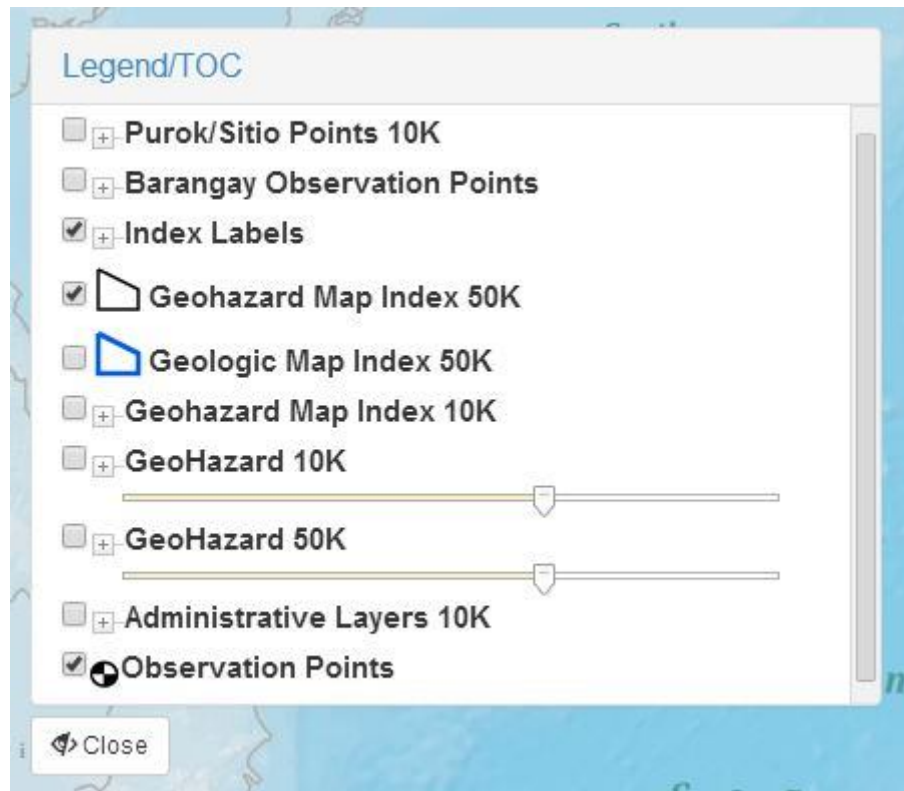 Legend/TOC
Purok/Sitio Points 10K
Barangay Observation Points
Index Labels
Geohazard Map Index 50K
Geologic Map Index 50K
Geohazard Map Index 10K
GeoHazard 10K
GeoHazard 50K
Administrative Layers 10K
Observation Points
Close